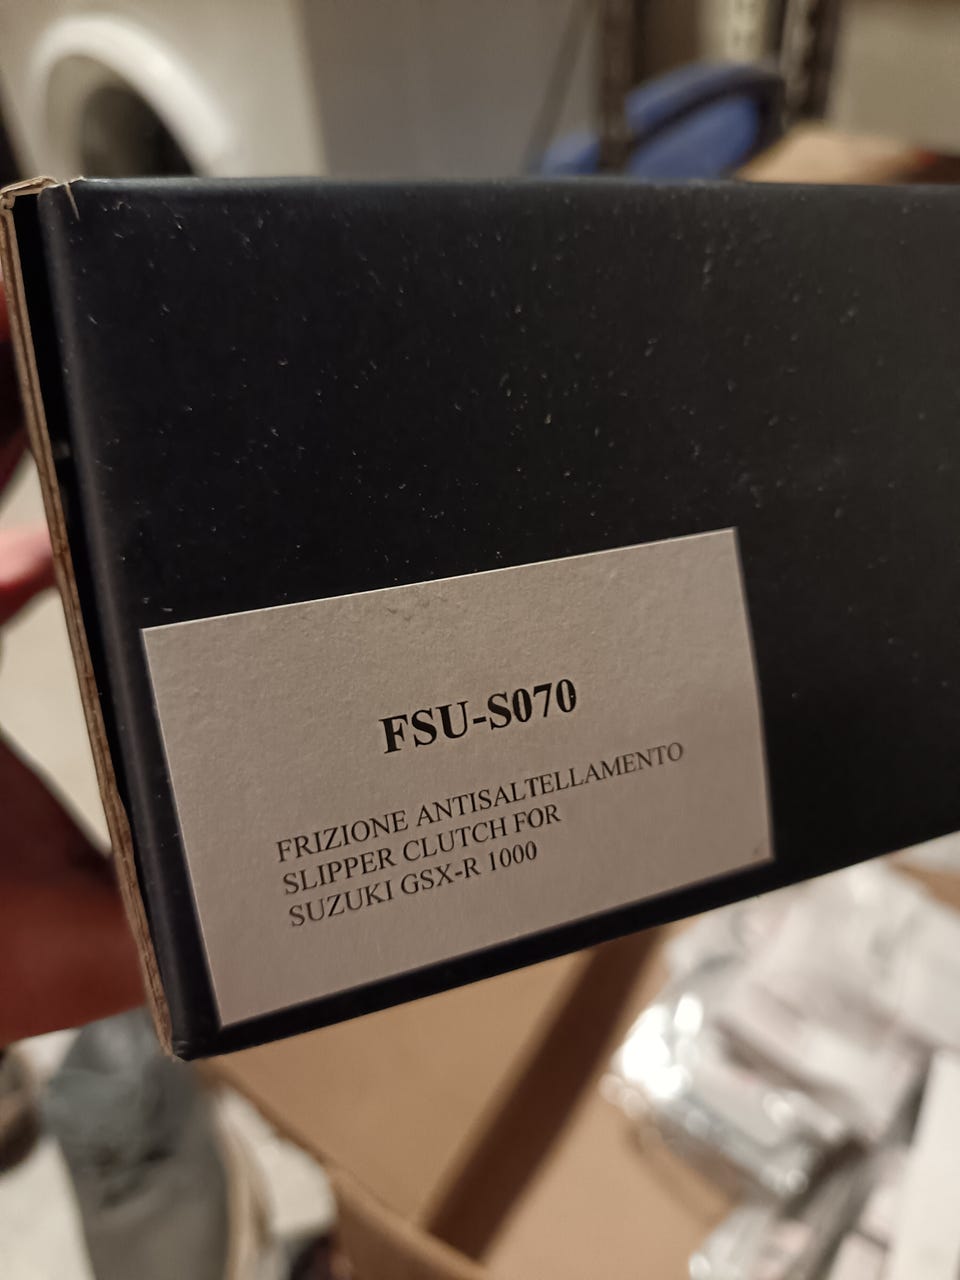 FSU-S070
FRIZIONE ANTISALTELLAMENTO
SLIPPER CLUTCH FOR
SUZUKI GSX-R 1000